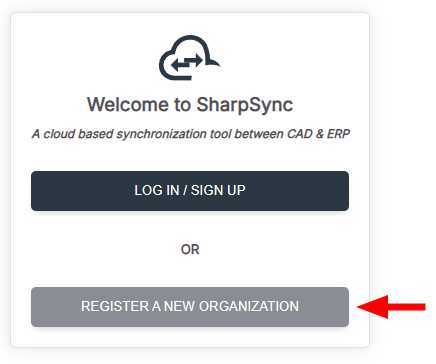 Welcome to SharpSync
A cloud based synchronization tool between CAD & ERP
LOG IN / SIGN UP
OR
REGISTER A NEW ORGANIZATION